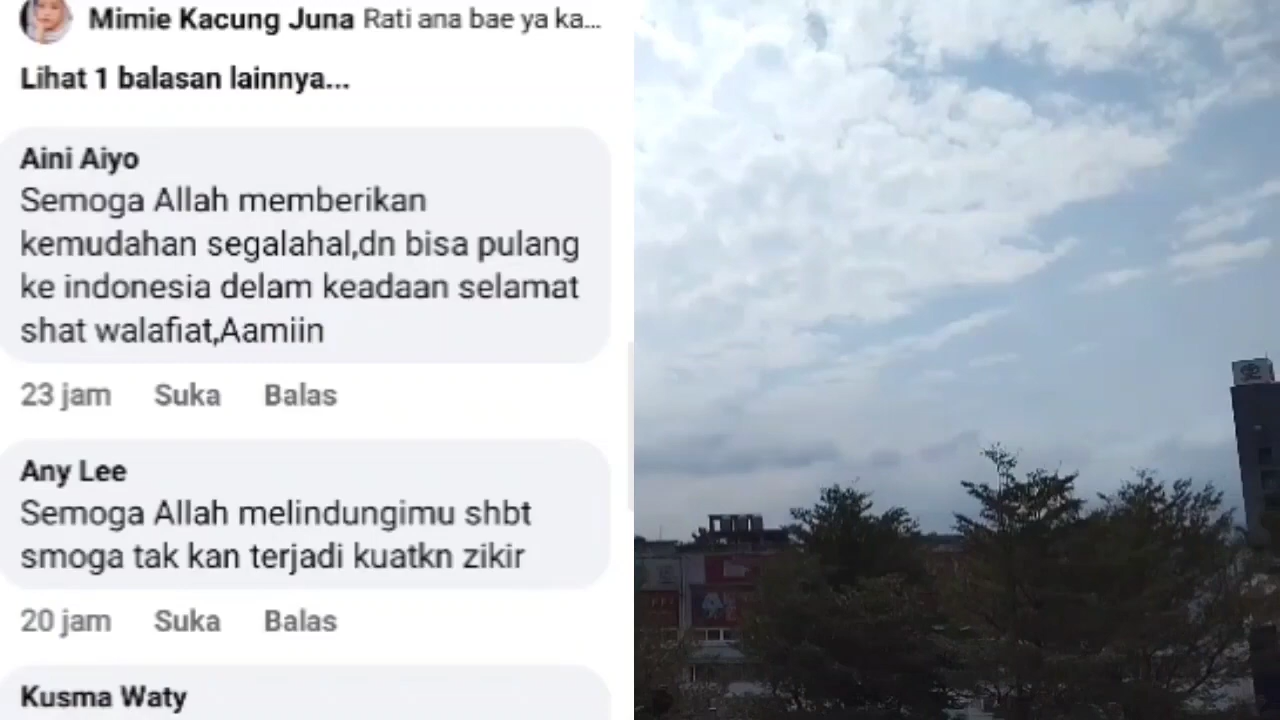 Mimie Kacung Juna Rati ana bae ya ka...
Lihat 1 balasan lainnya...
Aini Aiyo
Semoga Allah memberikan
kemudahan segalahal,dn bisa pulang
ke indonesia delam keadaan selamat
shat walafiat,Aamiin
23 jam Suka Balas
Any Lee
Semoga Allah melindungimu shbt
smoga tak kan terjadi kuatkn zikir
20 jam Suka Balas
Kusma Waty